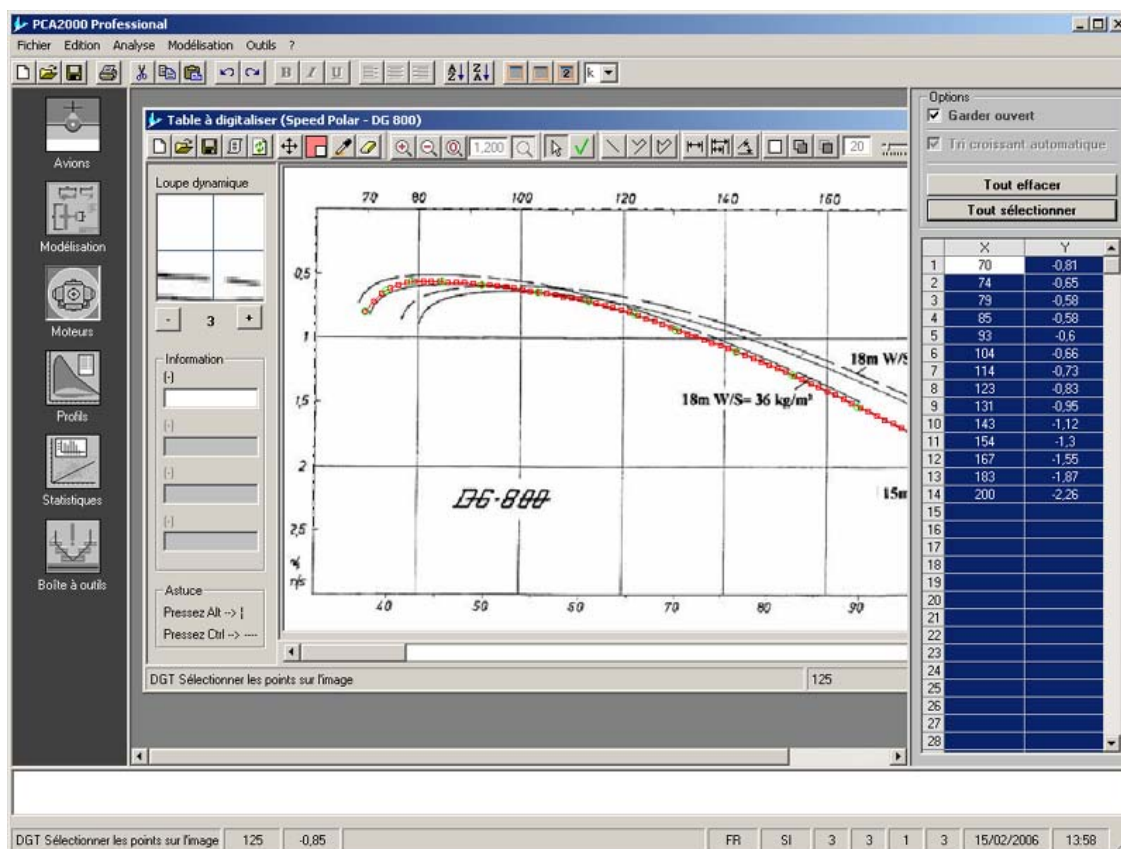 PCA2000 Professional
Fichier Edition Analyse Modélisation Outils ?
B I U
2
k
Avions
Modélisation
Moteurs
Profils
Statistiques
Boîte à outils
Table à digitaliser (Speed Polar - DG 800)
1,200
20
Loupe dynamique
- 3 +
Information
(-)
(-)
(-)
(-)
Astuce
Pressez Alt --> |
Pressez Ctrl --> ----
70 80 100 120 140 160
0,5
1
1,5
2
2,5
m/s
18m W/S
18m W/S= 36 kg/m²
15m
DG-800
40 50 60 70 80 90
DGT Sélectionner les points sur l'image 125
Options
Garder ouvert
Tri croissant automatique
Tout effacer
Tout sélectionner
X Y
1 70 -0,81
2 74 -0,65
3 79 -0,58
4 85 -0,58
5 93 -0,6
6 104 -0,66
7 114 -0,73
8 123 -0,83
9 131 -0,95
10 143 -1,12
11 154 -1,3
12 167 -1,55
13 183 -1,87
14 200 -2,26
15
16
17
18
19
20
21
22
23
24
25
26
27
28
DGT Sélectionner les points sur l'image 125 -0,85 FR SI 3 3 1 3 15/02/2006 13:58